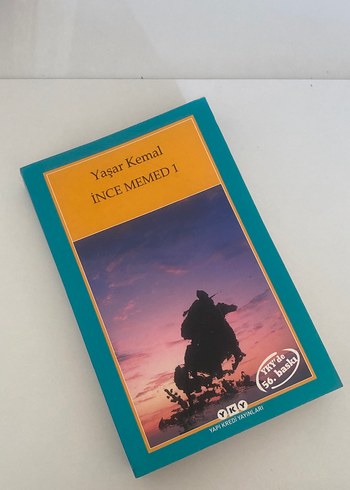 Yaşar Kemal
İNCE MEMED 1
YKY'de
56. baskı
YKY
YAPI KREDİ YAYINLARI